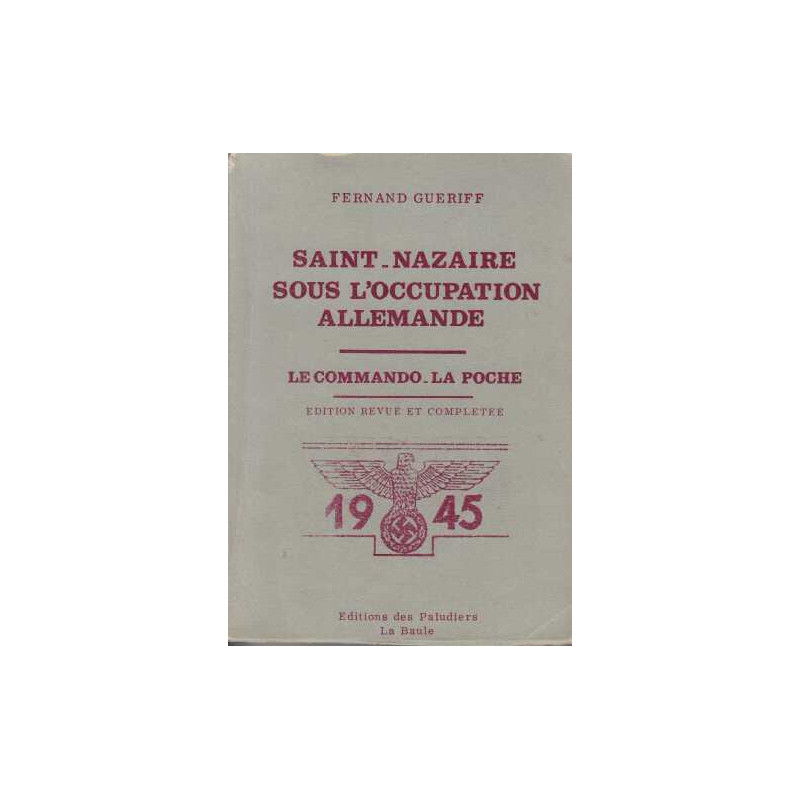 FERNAND GUERIFF
SAINT-NAZAIRE
SOUS L'OCCUPATION
ALLEMANDE
LE COMMANDO-LA POCHE
EDITION REVUE ET COMPLETEE
19 45
Editions des Paludiers
La Baule